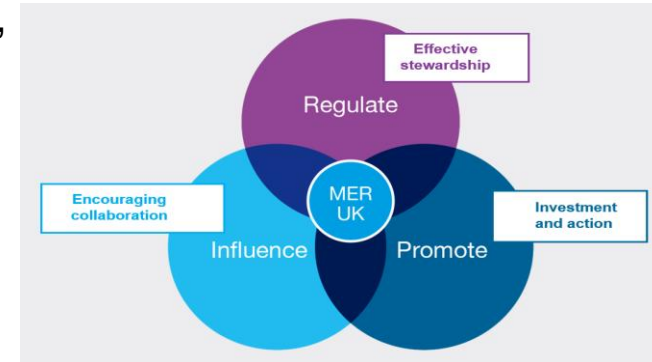 ,
Effective
stewardship
Regulate
Encouraging
collaboration
MER
UK
Investment
and action
Influence
Promote